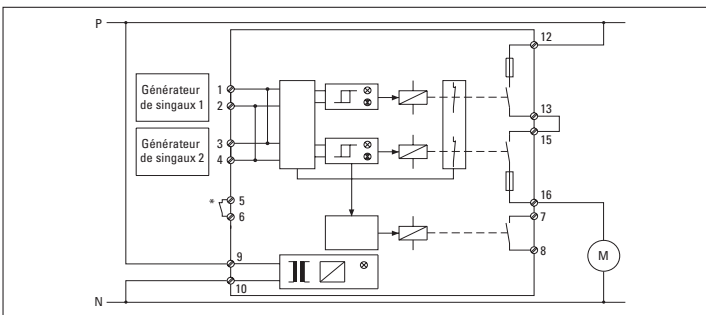 P
12
Générateur
de singaux 1
1
2
13
15
Générateur
de singaux 2
3
4
*
5
6
16
7
8
9
10
M
N